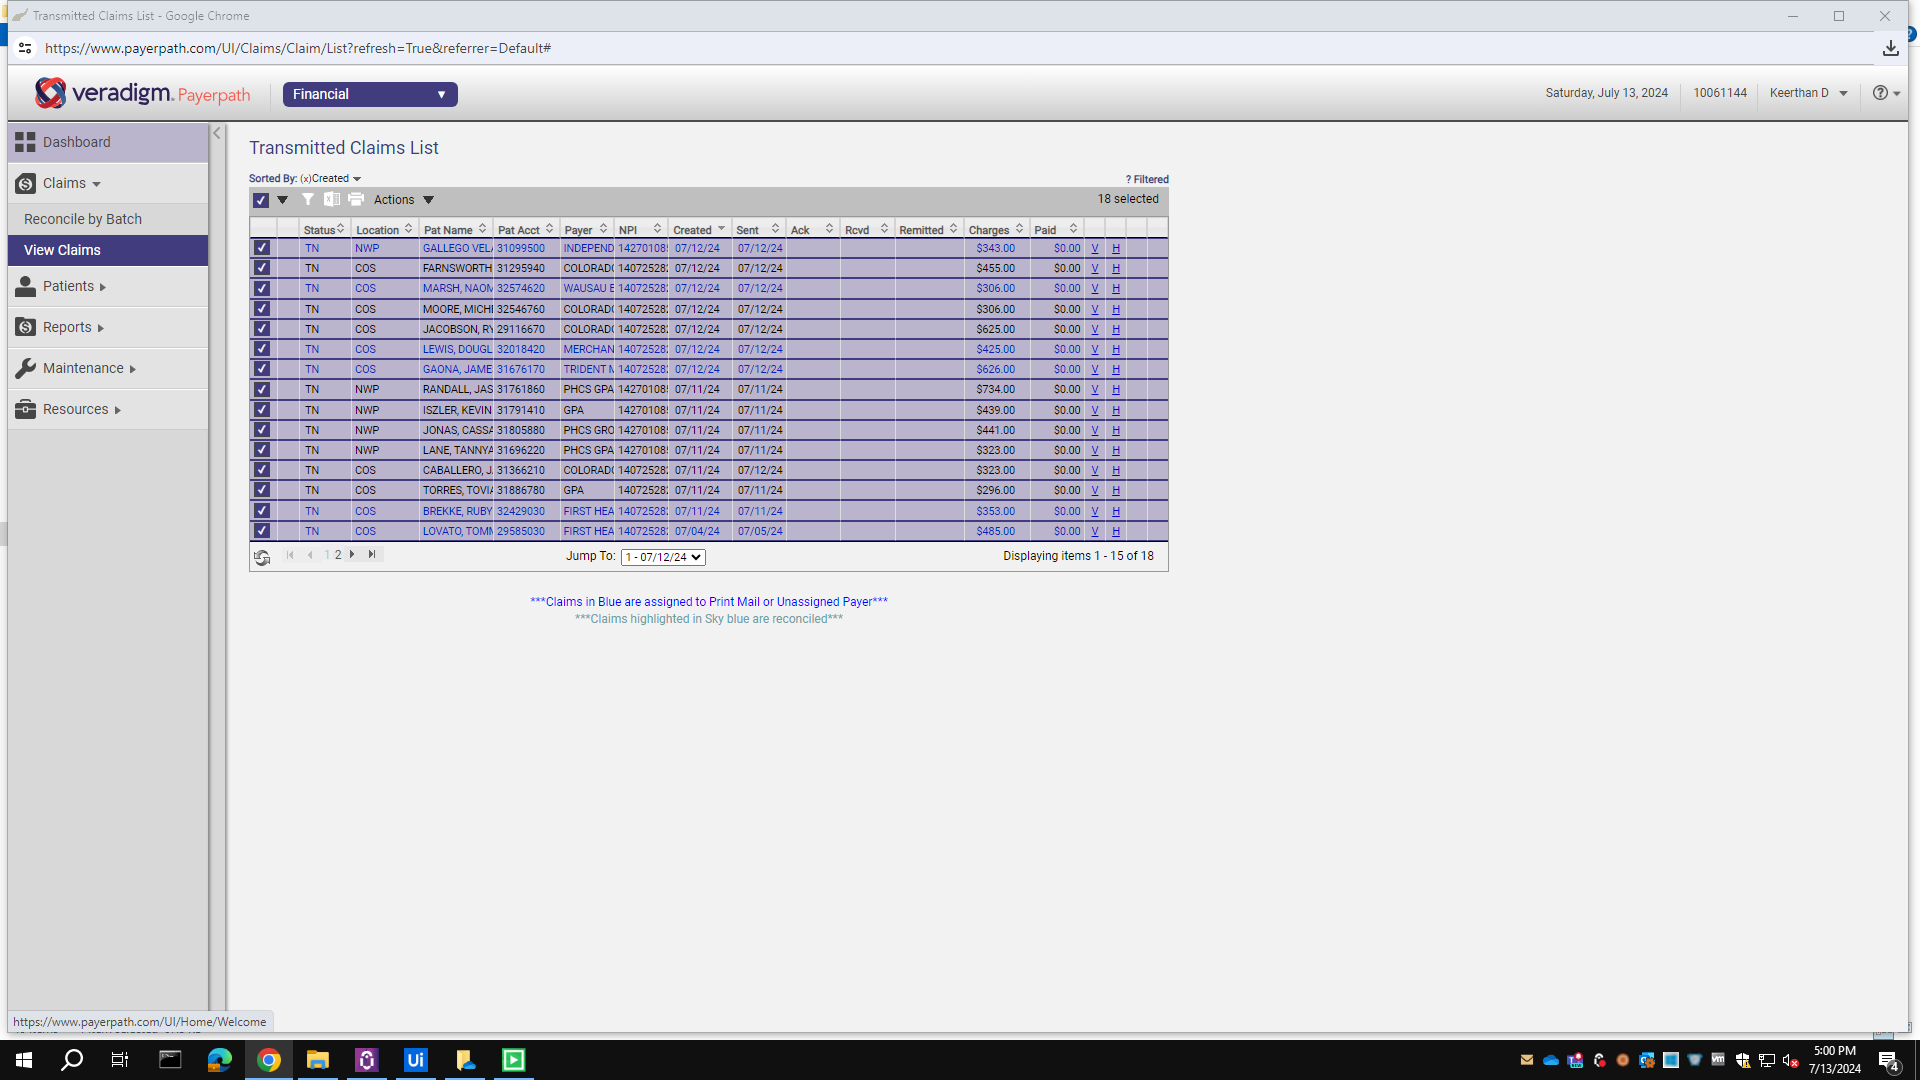 Transmitted Claims List - Google Chrome
https://www.payerpath.com/UI/Claims/Claim/List?refresh=True&referrer=Default#
veradigm. Payerpath
Financial
Saturday, July 13, 2024 10061144 Keerthan D
Dashboard
Claims
Reconcile by Batch
View Claims
Patients
Reports
Maintenance
Resources
Transmitted Claims List
Sorted By: (x)Created
? Filtered
Actions
18 selected
Status Location Pat Name Pat Acct Payer NPI Created Sent Ack Rcvd Remitted Charges Paid
TN NWP GALLEGO VEL 31099500 INDEPEND 14270108 07/12/24 07/12/24 $343.00 $0.00 V H
TN COS FARNSWORTH 31295940 COLORAD 14072528 07/12/24 07/12/24 $455.00 $0.00 V H
TN COS MARSH, NAOM 32574620 WAUSAU E 14072528 07/12/24 07/12/24 $306.00 $0.00 V H
TN COS MOORE, MICH 32546760 COLORAD 14072528 07/12/24 07/12/24 $306.00 $0.00 V H
TN COS JACOBSON, RY 29116670 COLORAD 14072528 07/12/24 07/12/24 $625.00 $0.00 V H
TN COS LEWIS, DOUGL 32018420 MERCHAN 14072528 07/12/24 07/12/24 $425.00 $0.00 V H
TN COS GAONA, JAME 31676170 TRIDENT M 14072528 07/12/24 07/12/24 $626.00 $0.00 V H
TN NWP RANDALL, JAS 31761860 PHCS GPA 14270108 07/11/24 07/11/24 $734.00 $0.00 V H
TN NWP ISZLER, KEVIN 31791410 GPA 14270108 07/11/24 07/11/24 $439.00 $0.00 V H
TN NWP JONAS, CASSA 31805880 PHCS GRO 14270108 07/11/24 07/11/24 $441.00 $0.00 V H
TN NWP LANE, TANNYA 31696220 PHCS GPA 14270108 07/11/24 07/11/24 $323.00 $0.00 V H
TN COS CABALLERO, J 31366210 COLORAD 14072528 07/11/24 07/12/24 $323.00 $0.00 V H
TN COS TORRES, TOVIA 31886780 GPA 14072528 07/11/24 07/11/24 $296.00 $0.00 V H
TN COS BREKKE, RUBY 32429030 FIRST HEA 14072528 07/11/24 07/11/24 $353.00 $0.00 V H
TN COS LOVATO, TOMM 29585030 FIRST HEA 14072528 07/04/24 07/05/24 $485.00 $0.00 V H
1 2
Jump To: 1 - 07/12/24
Displaying items 1 - 15 of 18
***Claims in Blue are assigned to Print Mail or Unassigned Payer***
***Claims highlighted in Sky blue are reconciled***
https://www.payerpath.com/UI/Home/Welcome
Ui
5:00 PM
7/13/2024
4